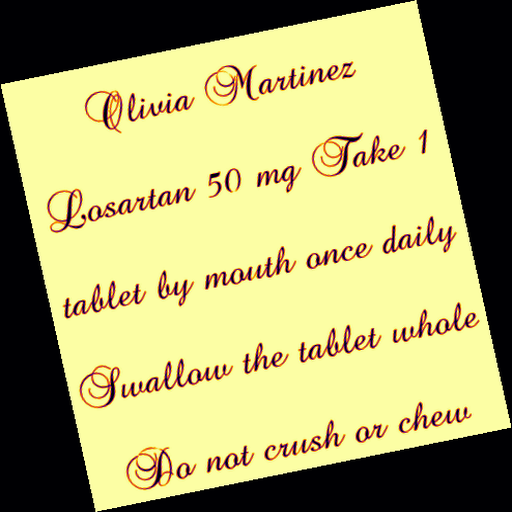 Olivia Martinez
Losartan 50 mg Take 1
tablet by mouth once daily
Swallow the tablet whole
Do not crush or chew